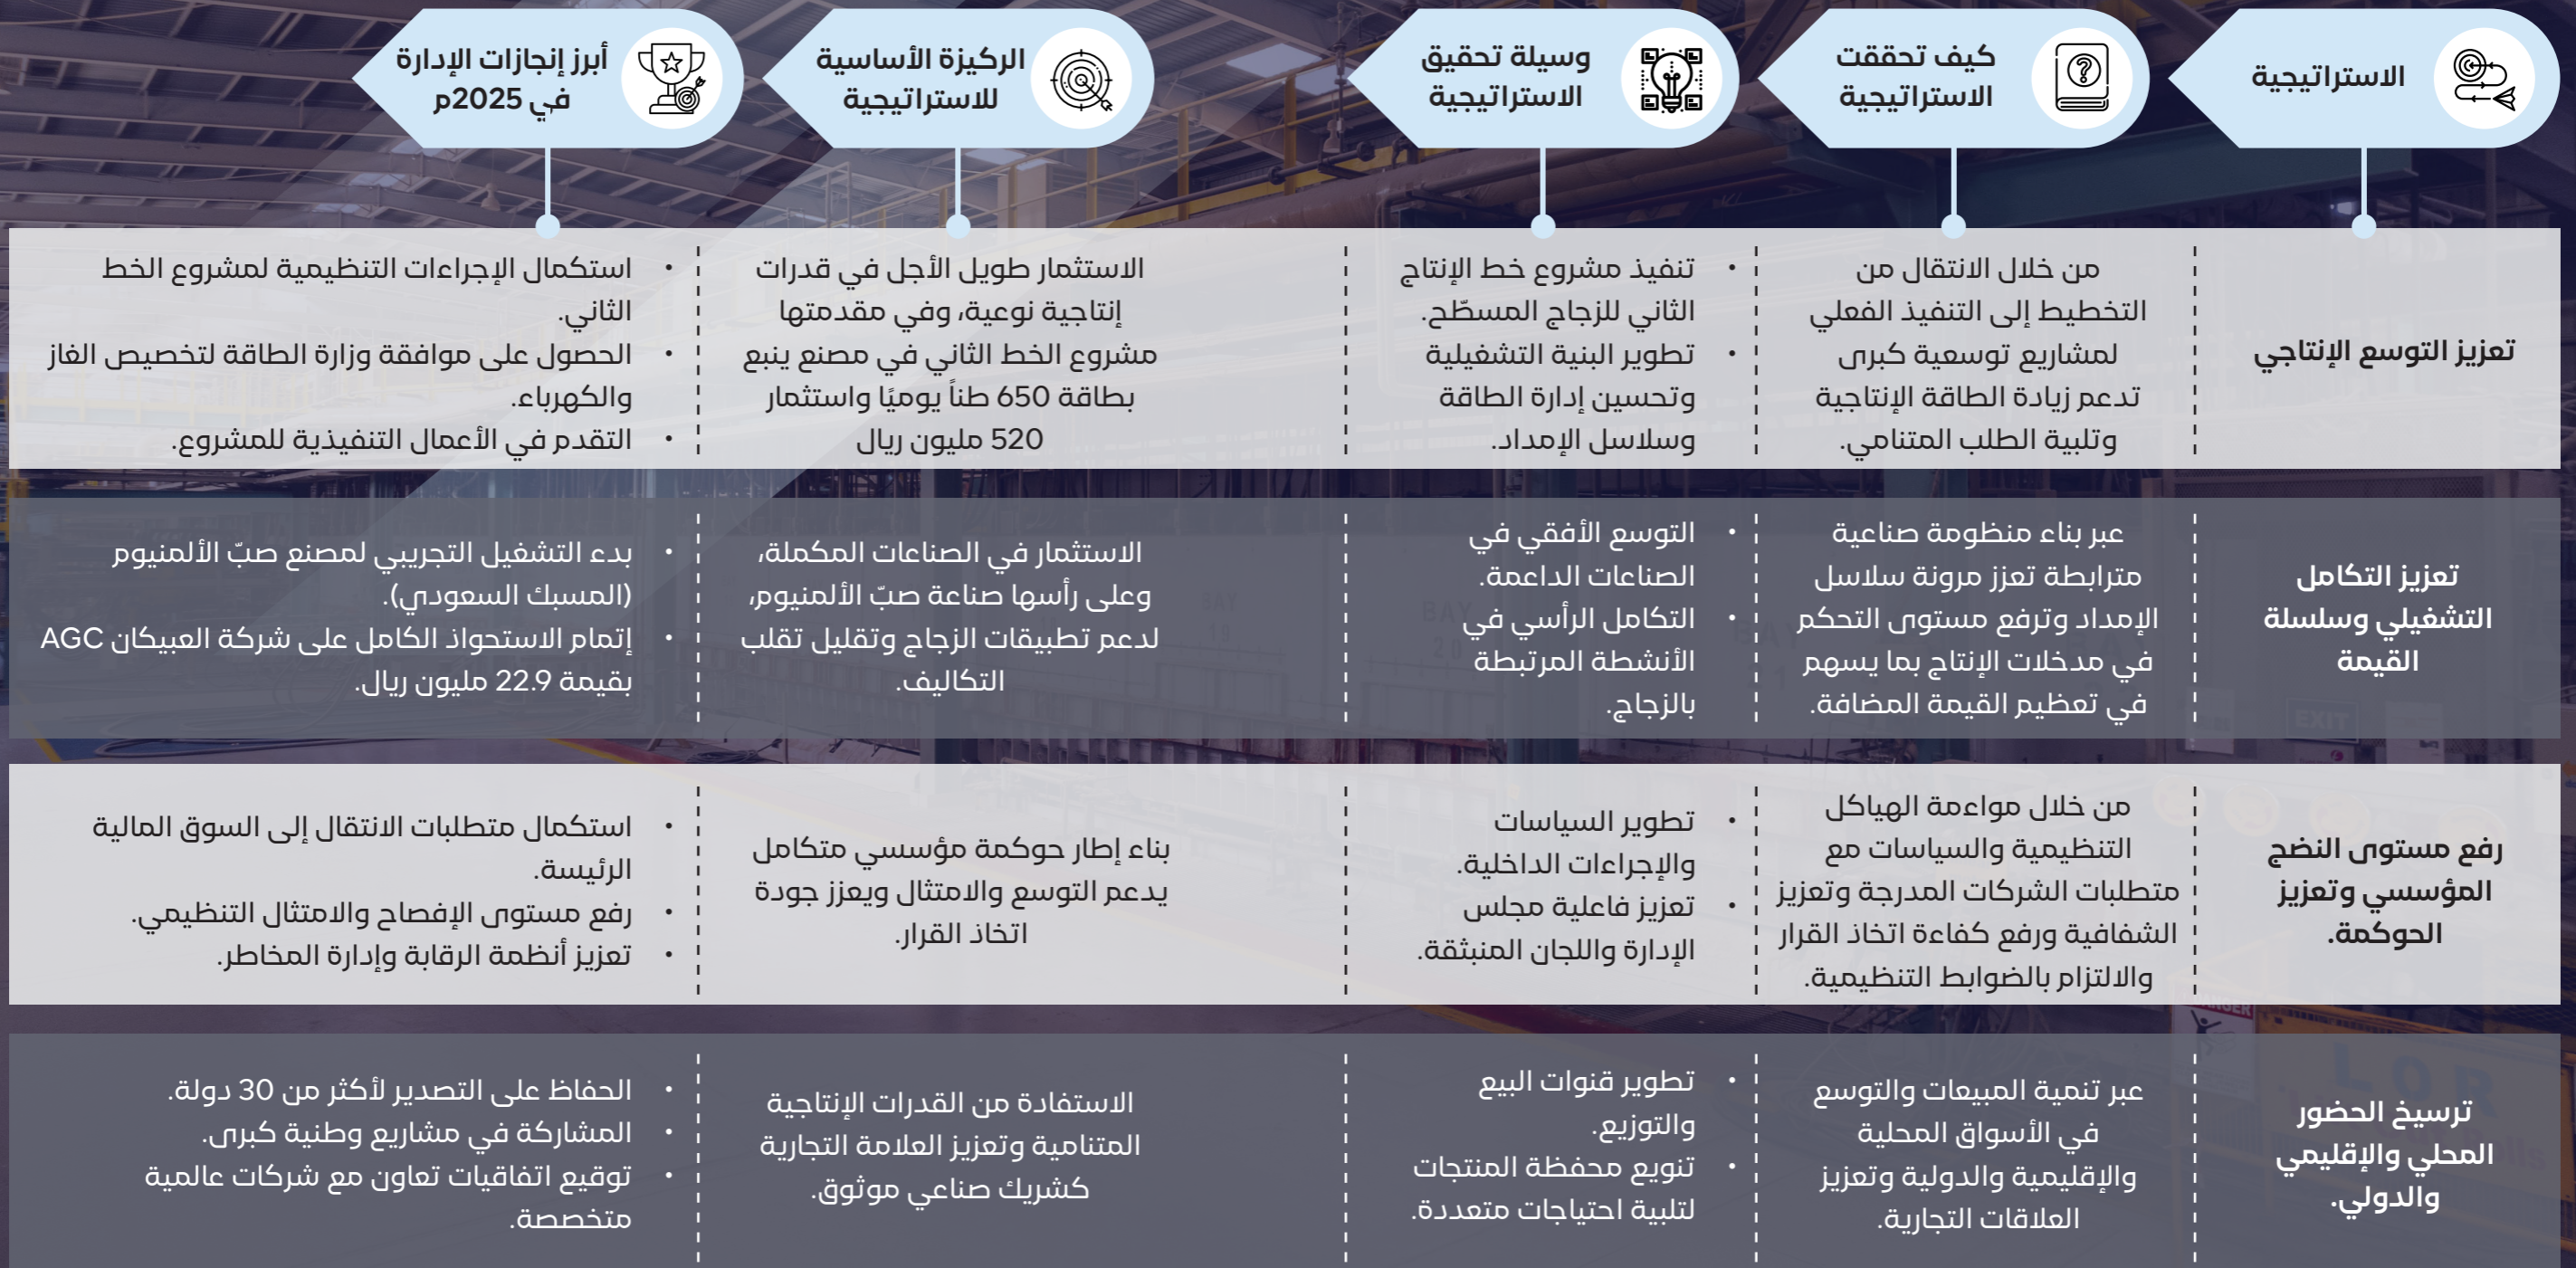 الاستراتيجية
كيف تحققت
الاستراتيجية
وسيلة تحقيق
الاستراتيجية
الركيزة الأساسية
للاستراتيجية
أبرز إنجازات الإدارة
في 2025م
تعزيز التوسع الإنتاجي
من خلال الانتقال من
التخطيط إلى التنفيذ الفعلي
لمشاريع توسعية كبرى
تدعم زيادة الطاقة الإنتاجية
وتلبية الطلب المتنامي.
• تنفيذ مشروع خط الإنتاج
الثاني للزجاج المسطّح.
• تطوير البنية التشغيلية
وتحسين إدارة الطاقة
وسلاسل الإمداد.
الاستثمار طويل الأجل في قدرات
إنتاجية نوعية، وفي مقدمتها
مشروع الخط الثاني في مصنع ينبع
بطاقة 650 طناً يوميًا واستثمار
520 مليون ريال
• استكمال الإجراءات التنظيمية لمشروع الخط
الثاني.
• الحصول على موافقة وزارة الطاقة لتخصيص الغاز
والكهرباء.
• التقدم في الأعمال التنفيذية للمشروع.
تعزيز التكامل
التشغيلي وسلسلة
القيمة
عبر بناء منظومة صناعية
مترابطة تعزز مرونة سلاسل
الإمداد وترفع مستوى التحكم
في مدخلات الإنتاج بما يسهم
في تعظيم القيمة المضافة.
• التوسع الأفقي في
الصناعات الداعمة.
• التكامل الرأسي في
الأنشطة المرتبطة
بالزجاج.
الاستثمار في الصناعات المكملة،
وعلى رأسها صناعة صبّ الألمنيوم،
لدعم تطبيقات الزجاج وتقليل تقلب
التكاليف.
• بدء التشغيل التجريبي لمصنع صبّ الألمنيوم
(المسبك السعودي).
• إتمام الاستحواذ الكامل على شركة العبيكان AGC
بقيمة 22.9 مليون ريال.
رفع مستوى النضج
المؤسسي وتعزيز
الحوكمة.
من خلال مواءمة الهياكل
التنظيمية والسياسات مع
متطلبات الشركات المدرجة وتعزيز
الشفافية ورفع كفاءة اتخاذ القرار
والالتزام بالضوابط التنظيمية.
• تطوير السياسات
والإجراءات الداخلية.
• تعزيز فاعلية مجلس
الإدارة واللجان المنبثقة.
بناء إطار حوكمة مؤسسي متكامل
يدعم التوسع والامتثال ويعزز جودة
اتخاذ القرار.
• استكمال متطلبات الانتقال إلى السوق المالية
الرئيسة.
• رفع مستوى الإفصاح والامتثال التنظيمي.
• تعزيز أنظمة الرقابة وإدارة المخاطر.
ترسيخ الحضور
المحلي والإقليمي
والدولي.
عبر تنمية المبيعات والتوسع
في الأسواق المحلية
والإقليمية والدولية وتعزيز
العلاقات التجارية.
• تطوير قنوات البيع
والتوزيع.
• تنويع محفظة المنتجات
لتلبية احتياجات متعددة.
الاستفادة من القدرات الإنتاجية
المتنامية وتعزيز العلامة التجارية
كشريك صناعي موثوق.
• الحفاظ على التصدير لأكثر من 30 دولة.
• المشاركة في مشاريع وطنية كبرى.
• توقيع اتفاقيات تعاون مع شركات عالمية
متخصصة.
BAY
19
BAY
20
EXIT